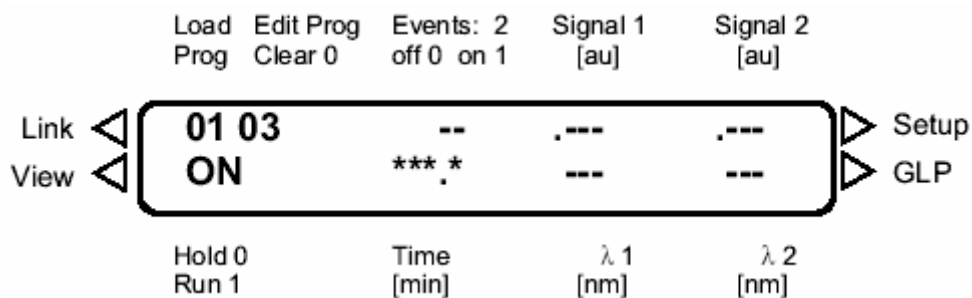 Load Edit Prog Events: 2 Signal 1 Signal 2
Prog Clear 0 off 0 on 1 [au] [au]
Link 01 03 -- .--- .--- Setup
View ON ***.* --- --- GLP
Hold 0 Time λ 1 λ 2
Run 1 [min] [nm] [nm]